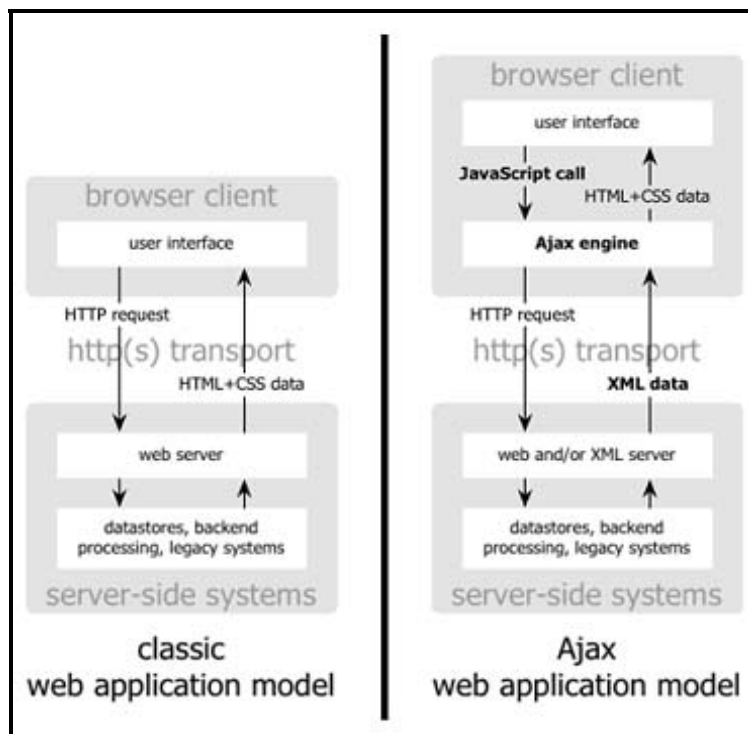 browser client
user interface
HTTP request
http(s) transport
HTML+CSS data
web server
datastores, backend
processing, legacy systems
server-side systems
classic
web application model
browser client
user interface
JavaScript call
HTML+CSS data
Ajax engine
HTTP request
http(s) transport
XML data
web and/or XML server
datastores, backend
processing, legacy systems
server-side systems
Ajax
web application model